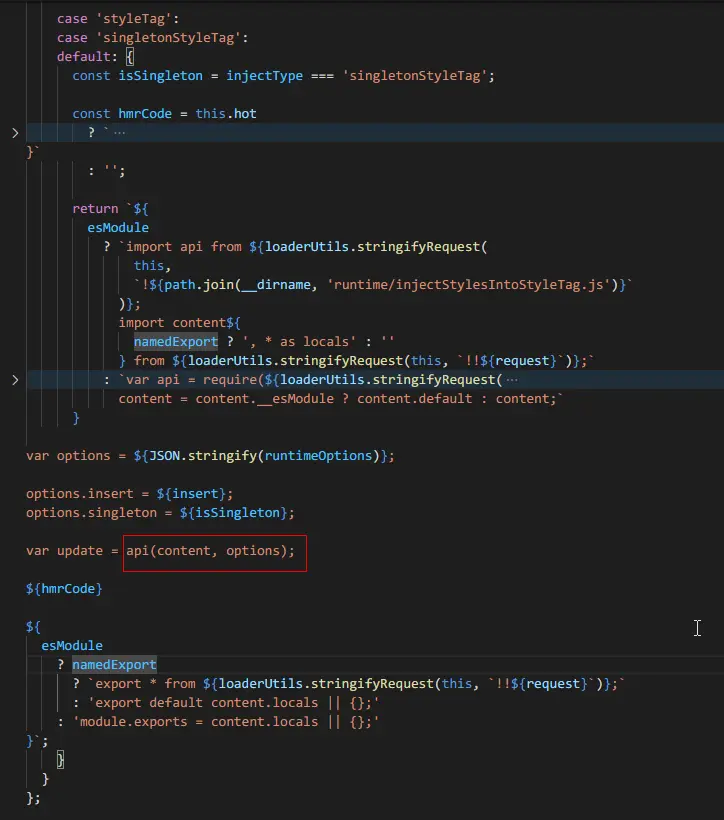 case 'styleTag':
case 'singletonStyleTag':
default: {
const isSingleton = injectType === 'singletonStyleTag';
const hmrCode = this.hot
? ` ⋯
}`
: '';
return `${
esModule
? `import api from ${loaderUtils.stringifyRequest(
this,
`!${path.join(__dirname, 'runtime/injectStylesIntoStyleTag.js')}`
)};
import content${
namedExport ? ', * as locals' : ''
} from ${loaderUtils.stringifyRequest(this, `!!${request}`)};`
: `var api = require(${loaderUtils.stringifyRequest( ⋯
content = content.__esModule ? content.default : content;`
}
var options = ${JSON.stringify(runtimeOptions)};
options.insert = ${insert};
options.singleton = ${isSingleton};
var update = api(content, options);
${hmrCode}
${
esModule
? namedExport
? `export * from ${loaderUtils.stringifyRequest(this, `!!${request}`)};`
: 'export default content.locals || {};'
: 'module.exports = content.locals || {};'
}`;
}
}
};